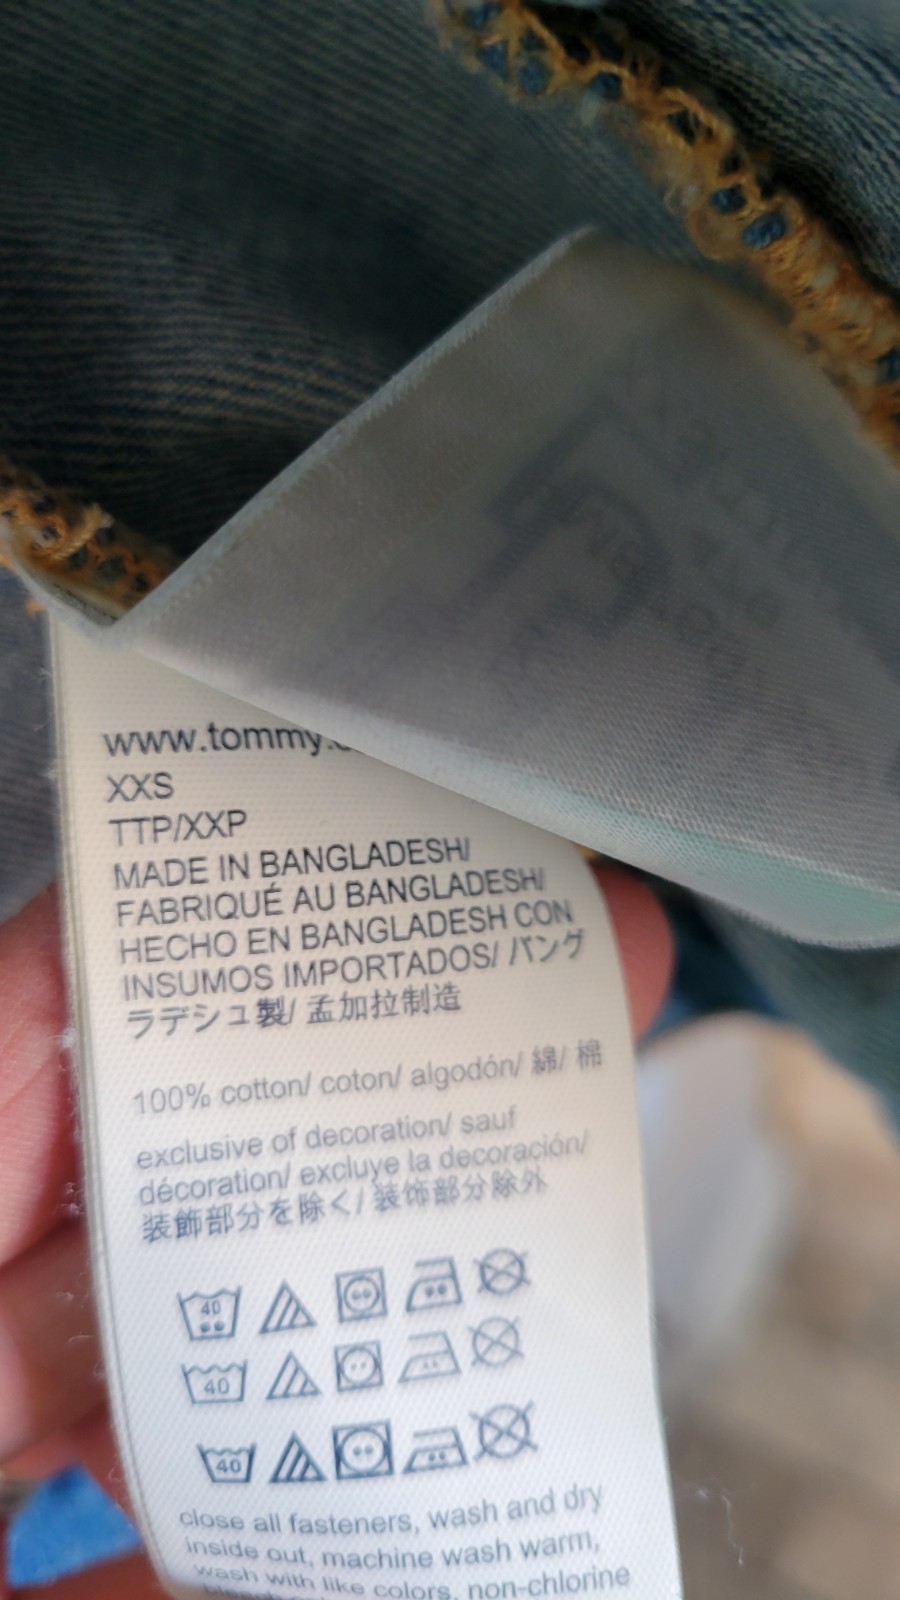 www.tommy.
XXS
TTP/XXP
MADE IN BANGLADESH/
FABRIQUÉ AU BANGLADESH/
HECHO EN BANGLADESH CON
INSUMOS IMPORTADOS/ バング
ラデシュ製/ 孟加拉制造
100% cotton/ coton/ algodón/ 綿/ 棉
exclusive of decoration/ sauf
décoration/ excluye la decoración/
装飾部分を除く/ 装饰部分除外
40
40
40
close all fasteners, wash and dry
inside out, machine wash warm,
wash with like colors, non-chlorine